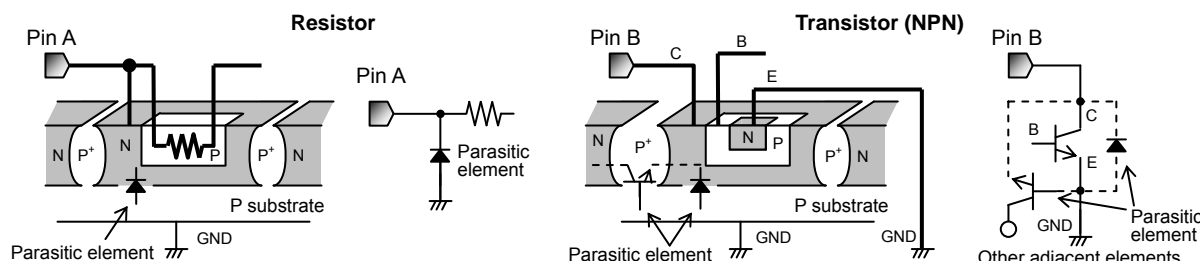 Resistor
Pin A
N
P+
N
P
P+
N
Parasitic element
P substrate
GND
Pin A
Parasitic
element
Transistor (NPN)
Pin B
C
B
E
N
P+
N
P
P+
N
P substrate
Parasitic element
GND
GND
Pin B
C
B
E
GND
Parasitic
element
Other adjacent elements